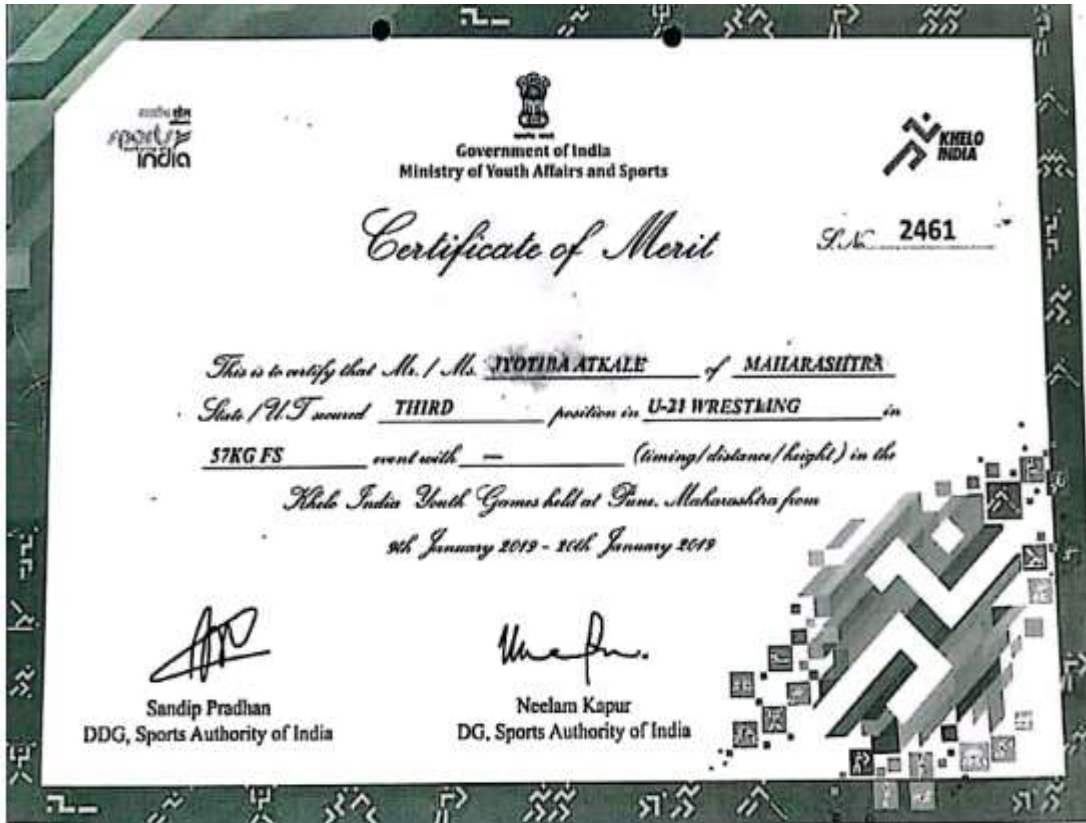 sports
india
Government of India
Ministry of Youth Affairs and Sports
KHELO
INDIA
Certificate of Merit
S.No. 2461
This is to certify that Mr. / Ms. JYOTIBA ATKALE of MAHARASHTRA
State / U.T secured THIRD position in U-21 WRESTLING in
57KG FS event with — (timing/distance/height) in the
Khelo India Youth Games held at Pune, Maharashtra from
9th January 2019 - 20th January 2019
Sandip Pradhan
DDG, Sports Authority of India
Neelam Kapur
DG, Sports Authority of India